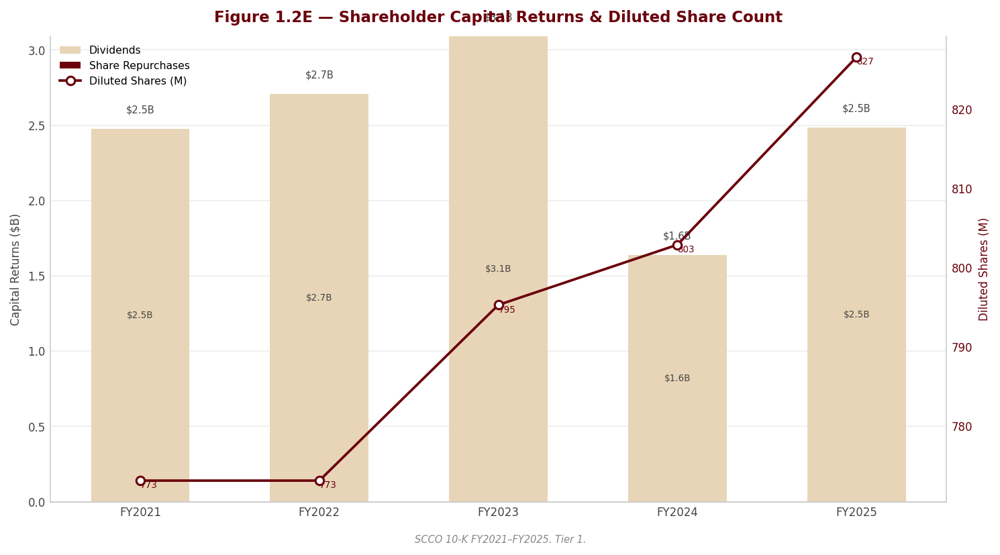 Figure 1.2E — Shareholder Capital Returns & Diluted Share Count
$3.1B
Dividends
Share Repurchases
Diluted Shares (M)
Capital Returns ($B)
3.0
2.5
2.0
1.5
1.0
0.5
0.0
$2.5B
$2.7B
$1.6B
$2.5B
$2.5B
$2.7B
$3.1B
$1.6B
$2.5B
773
773
795
803
827
820
810
800
790
780
Diluted Shares (M)
FY2021
FY2022
FY2023
FY2024
FY2025
SCCO 10-K FY2021–FY2025. Tier 1.